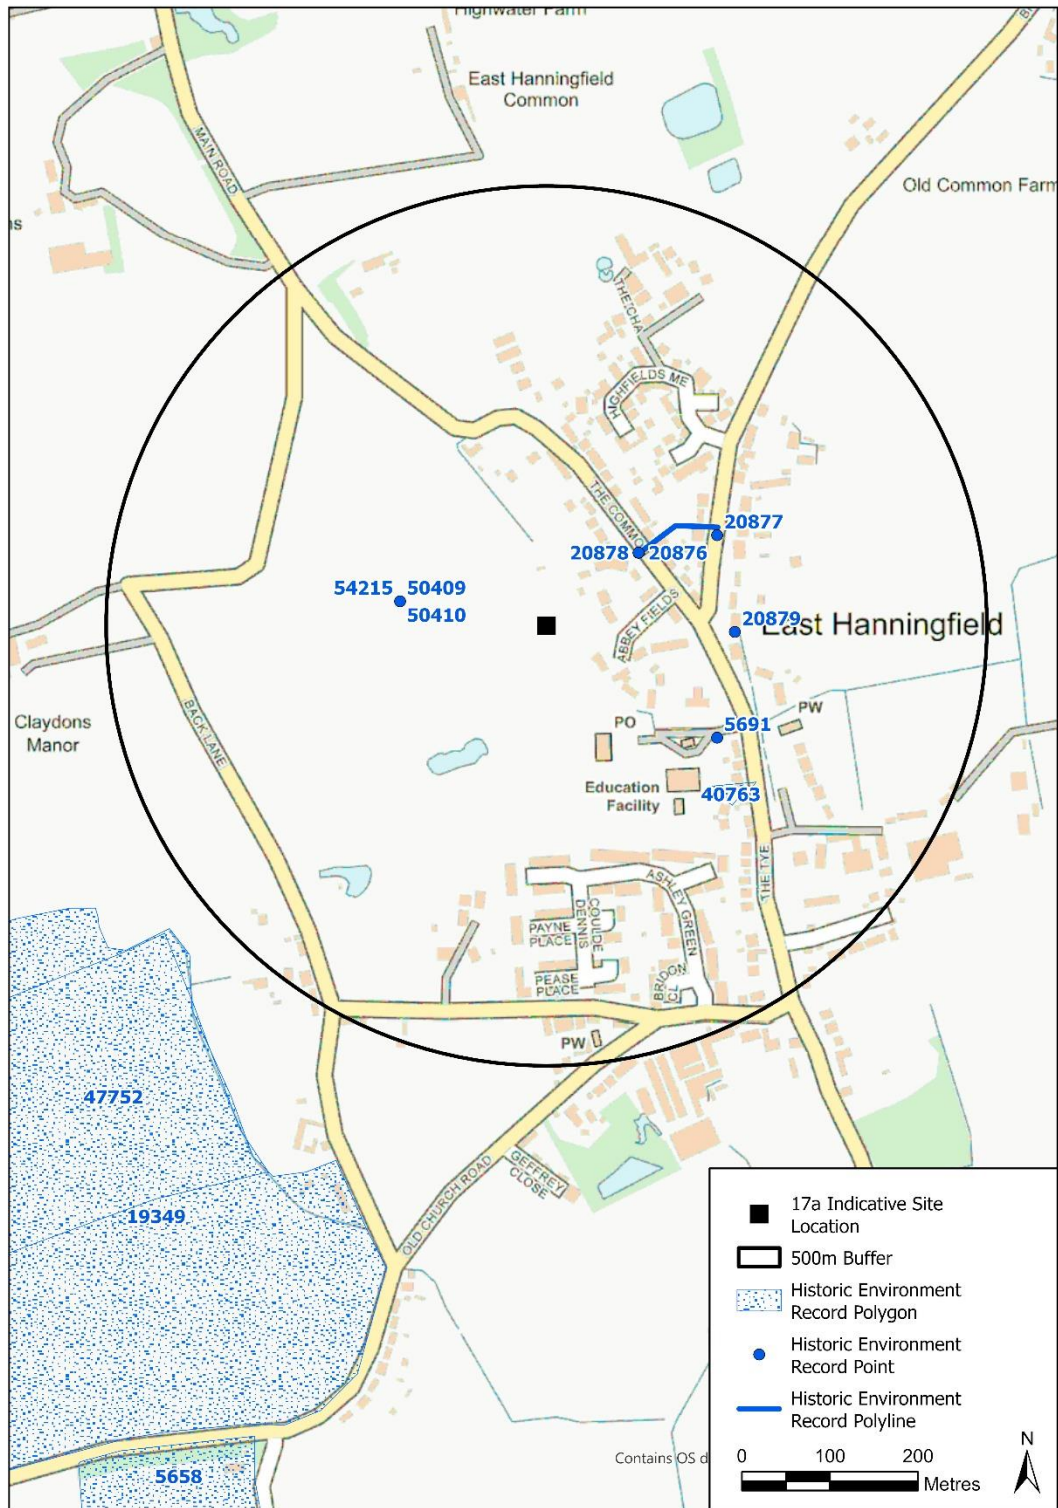 Highwater Farm
East Hanningfield
Common
MAIN ROAD
Old Common Farm
THE CHA
HIGHFIELDS ME
THE COMMO
20877
20878
20876
54215
50409
50410
ABBEY FIELDS
20879
East Hanningfield
Claydons
Manor
BACK LANE
PO
PW
5691
Education
Facility
40763
THE TYE
ASHLEY GREEN
COULDE
DENNIS
PAYNE
PLACE
PEASE
PLACE
BRIDON
CL
PW
47752
19349
OLD CHURCH ROAD
GEFFREY
CLOSE
5658
Contains OS d
17a Indicative Site
Location
500m Buffer
Historic Environment
Record Polygon
Historic Environment
Record Point
Historic Environment
Record Polyline
N
0 100 200
Metres